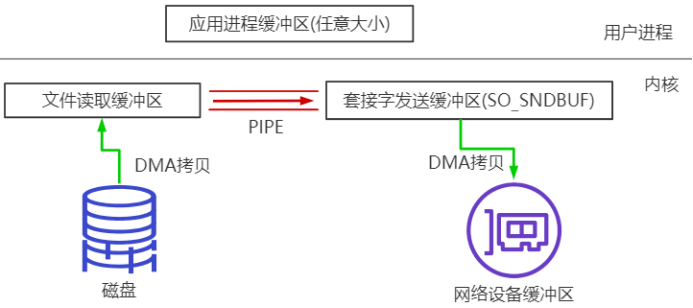 应用进程缓冲区(任意大小)
用户进程
内核
文件读取缓冲区
套接字发送缓冲区(SO_SNDBUF)
PIPE
DMA拷贝
DMA拷贝
磁盘
网络设备缓冲区